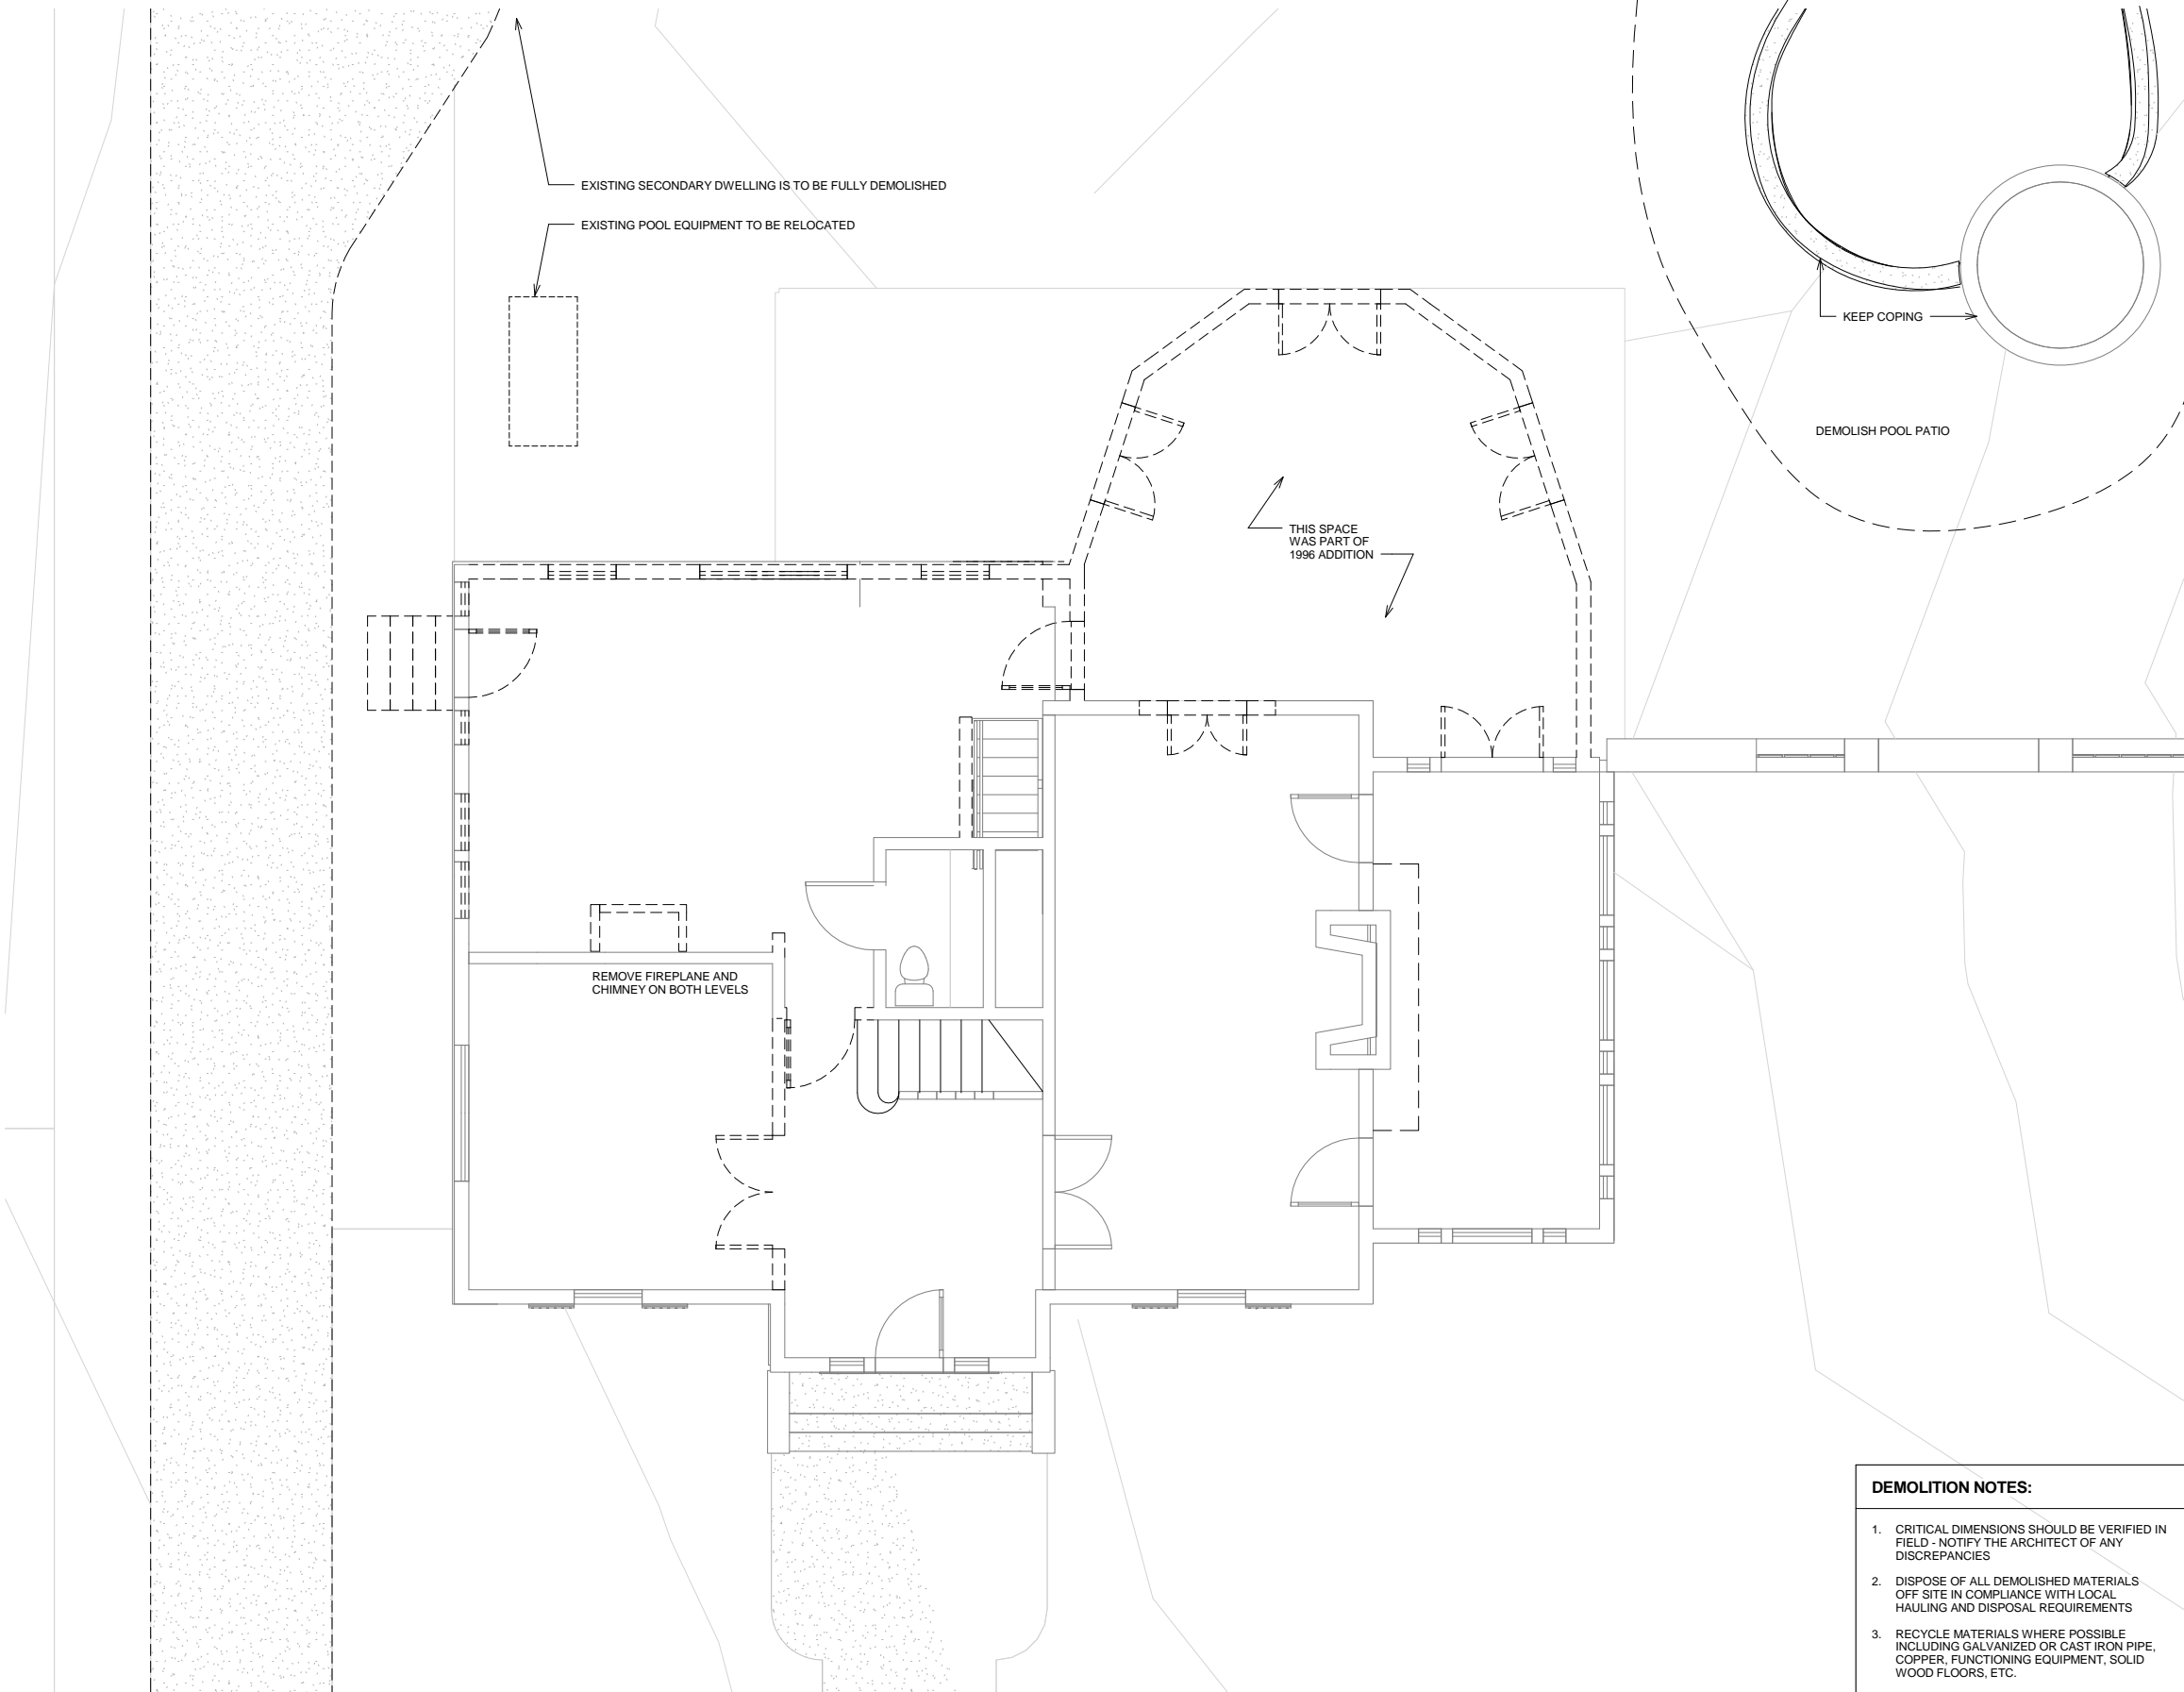 EXISTING SECONDARY DWELLING IS TO BE FULLY DEMOLISHED
EXISTING POOL EQUIPMENT TO BE RELOCATED
KEEP COPING
DEMOLISH POOL PATIO
THIS SPACE
WAS PART OF
1996 ADDITION
REMOVE FIREPLANE AND
CHIMNEY ON BOTH LEVELS
DEMOLITION NOTES:
1. CRITICAL DIMENSIONS SHOULD BE VERIFIED IN
FIELD - NOTIFY THE ARCHITECT OF ANY
DISCREPANCIES
2. DISPOSE OF ALL DEMOLISHED MATERIALS
OFF SITE IN COMPLIANCE WITH LOCAL
HAULING AND DISPOSAL REQUIREMENTS
3. RECYCLE MATERIALS WHERE POSSIBLE
INCLUDING GALVANIZED OR CAST IRON PIPE,
COPPER, FUNCTIONING EQUIPMENT, SOLID
WOOD FLOORS, ETC.